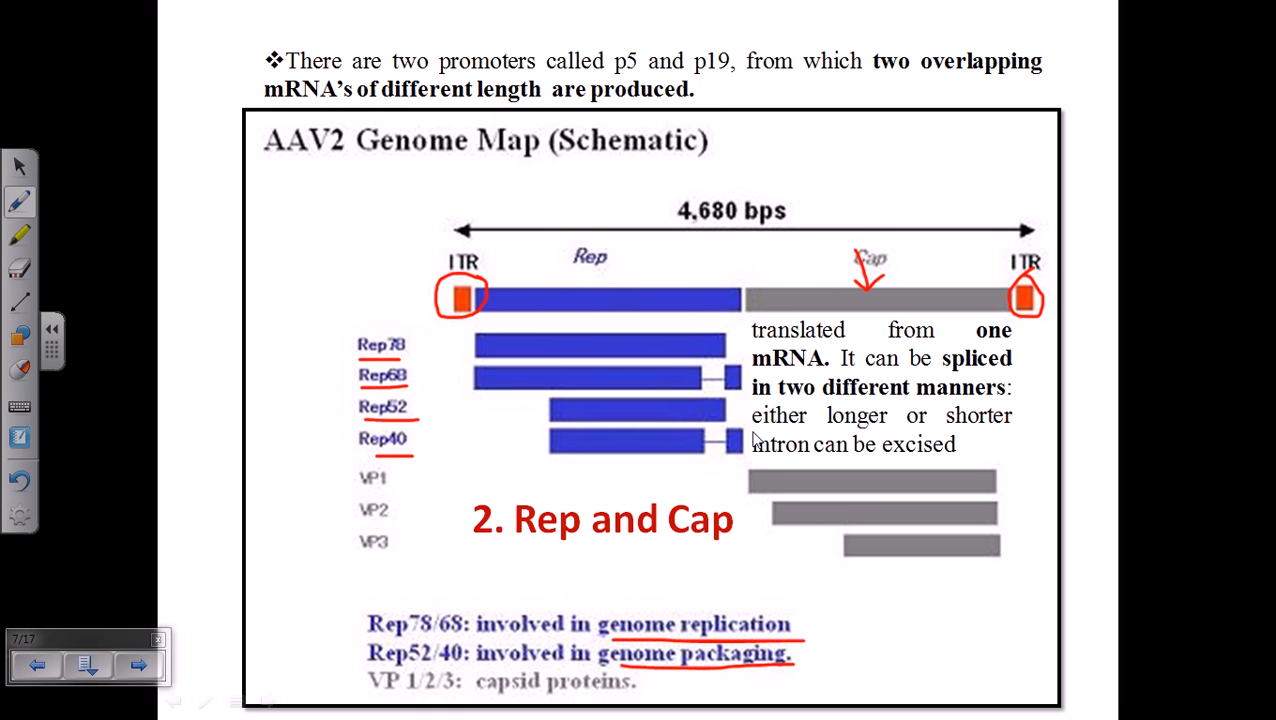 ❖There are two promoters called p5 and p19, from which two overlapping
mRNA's of different length are produced.
AAV2 Genome Map (Schematic)
4,680 bps
ITR Rep Cap ITR
translated from one
mRNA. It can be spliced
in two different manners:
either longer or shorter
intron can be excised
Rep78
Rep68
Rep52
Rep40
VP1
VP2
VP3
2. Rep and Cap
Rep78/68: involved in genome replication
Rep52/40: involved in genome packaging.
VP 1/2/3: capsid proteins.
7/17